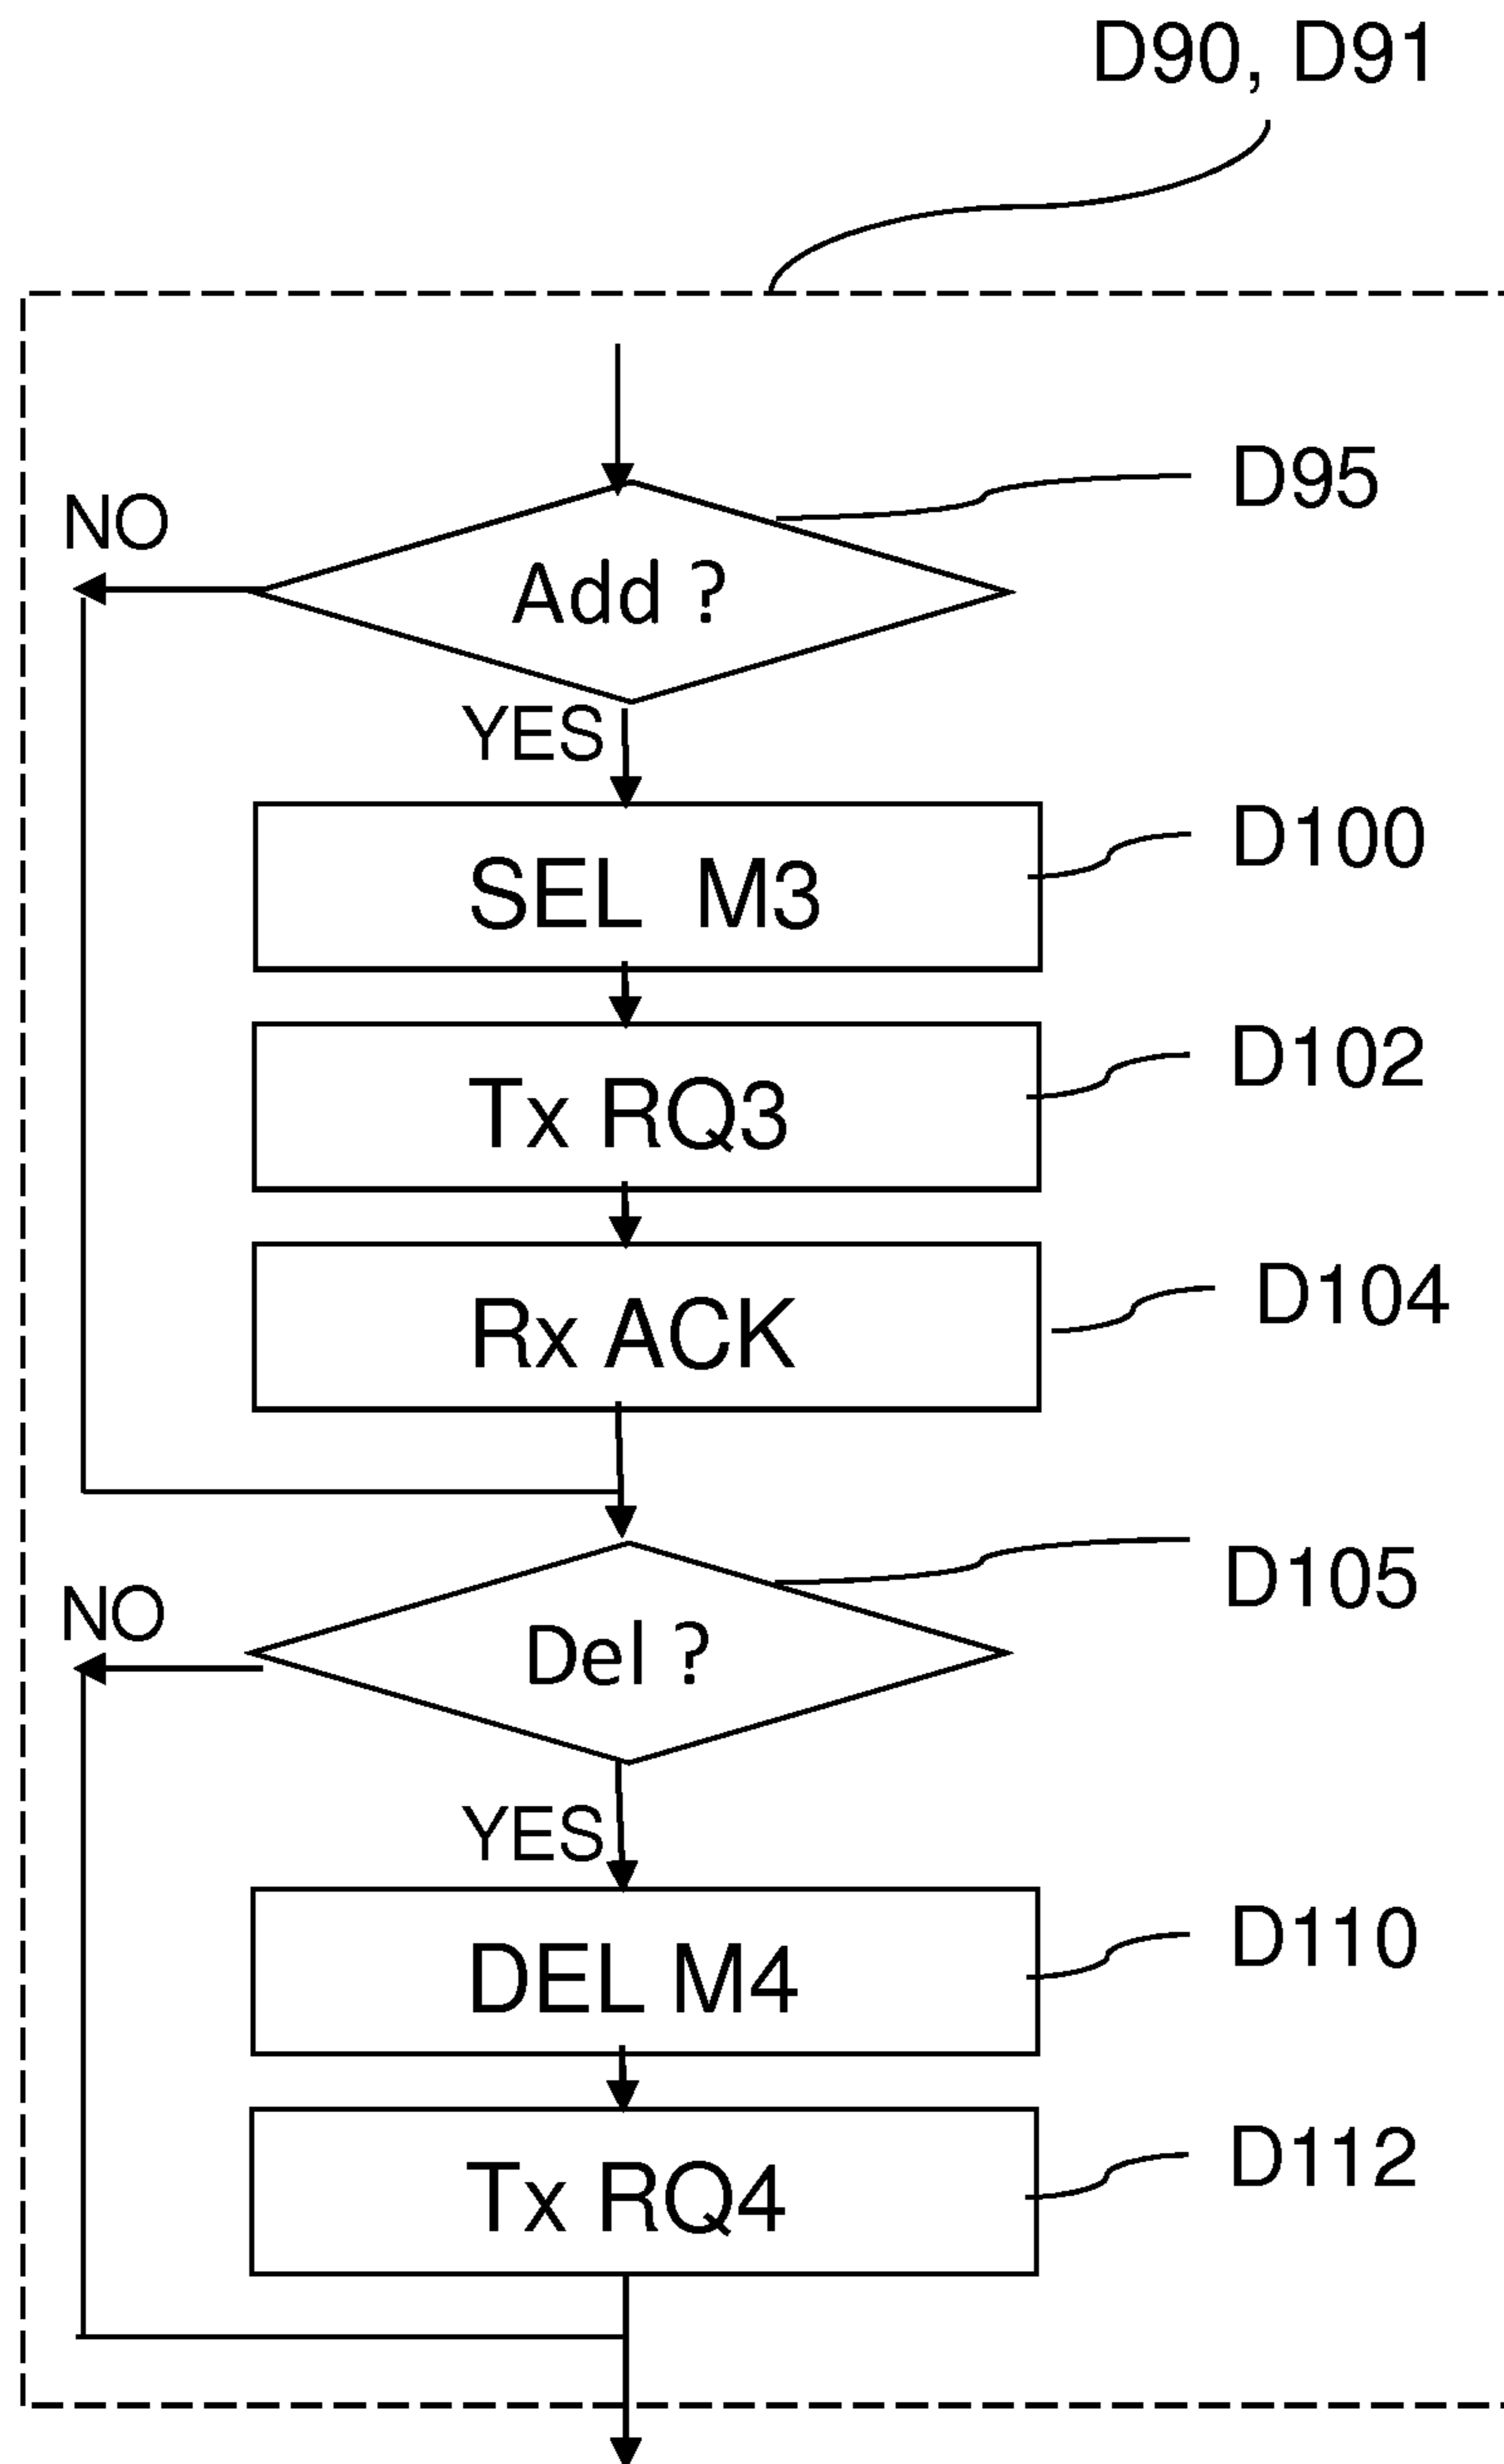 D90, D91
D95
NO
Add ?
YES
D100
SEL M3
D102
Tx RQ3
D104
Rx ACK
D105
NO
Del ?
YES
D110
DEL M4
D112
Tx RQ4